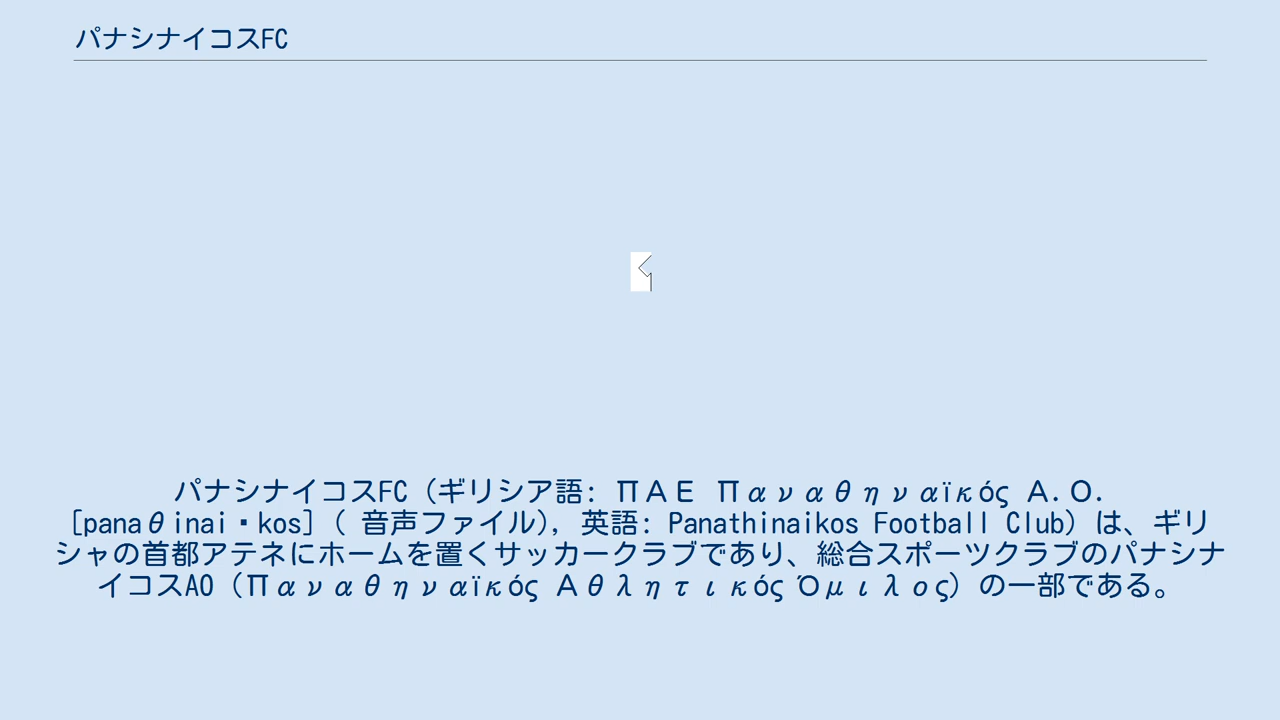 パナシナイコスFC
パナシナイコスFC（ギリシア語: ΠΑΕ Παναθηναϊκός Α.Ο.
[panaθinai▪kos]（ 音声ファイル), 英語: Panathinaikos Football Club）は、ギリ
シャの首都アテネにホームを置くサッカークラブであり、総合スポーツクラブのパナシナ
イコスAO（Παναθηναϊκός Αθλητικός Όμιλος）の一部である。